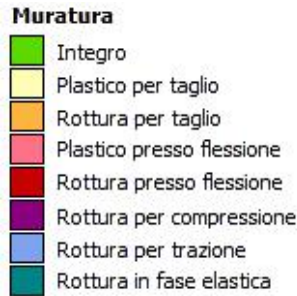 Muratura
Integro
Plastico per taglio
Rottura per taglio
Plastico presso flessione
Rottura presso flessione
Rottura per compressione
Rottura per trazione
Rottura in fase elastica